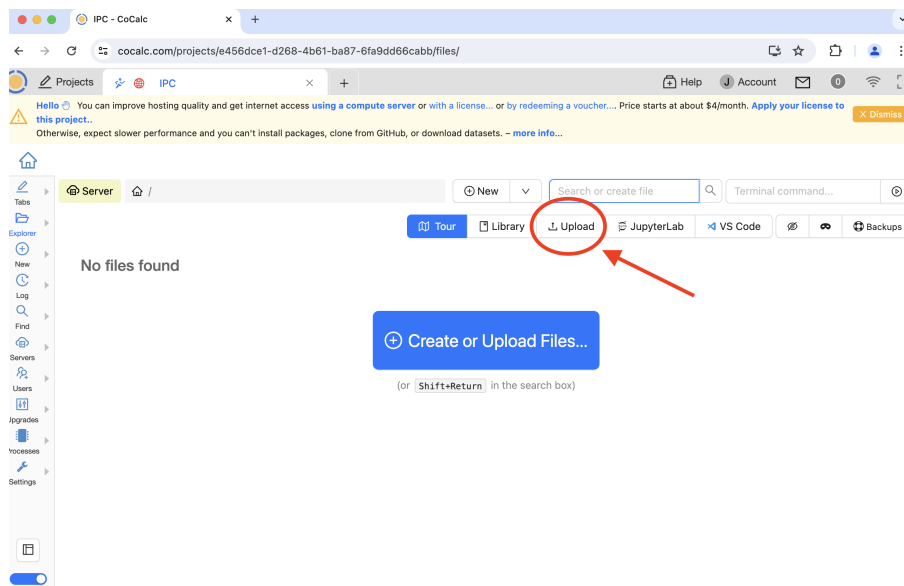 IPC - CoCalc
cocalc.com/projects/e456dce1-d268-4b61-ba87-6fa9dd66cabb/files/
Projects
IPC
Help
J Account
0
Hello 👋 You can improve hosting quality and get internet access using a compute server or with a license... or by redeeming a voucher.... Price starts at about $4/month. Apply your license to
this project..
Otherwise, expect slower performance and you can't install packages, clone from GitHub, or download datasets. – more info...
Dismiss
Tabs
Explorer
New
Log
Find
Servers
Users
Upgrades
Processes
Settings
Server
/
New
Search or create file
Terminal command...
Tour
Library
Upload
JupyterLab
VS Code
Backups
No files found
Create or Upload Files...
(or Shift+Return in the search box)